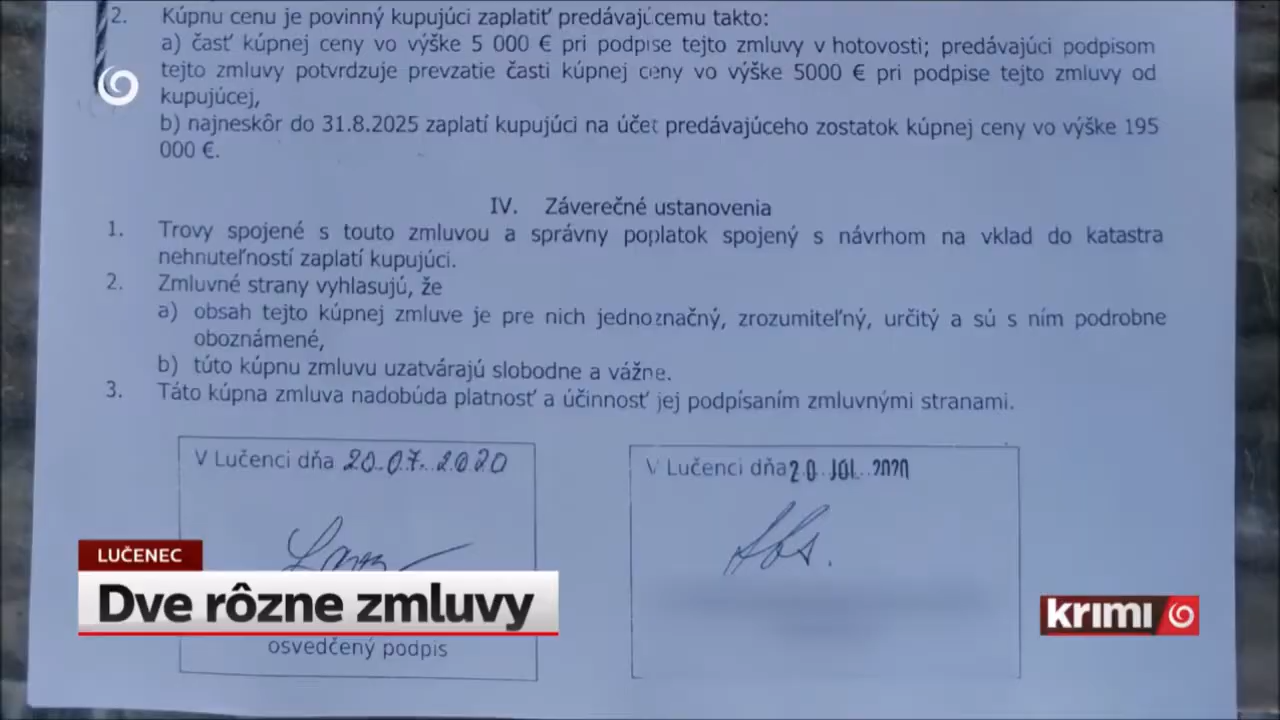 2. Kúpnu cenu je povinný kupujúci zaplatiť predávajúcemu takto:
a) časť kúpnej ceny vo výške 5 000 € pri podpise tejto zmluvy v hotovosti; predávajúci podpisom
tejto zmluvy potvrdzuje prevzatie časti kúpnej ceny vo výške 5000 € pri podpise tejto zmluvy od
kupujúcej,
b) najneskôr do 31.8.2025 zaplatí kupujúci na účet predávajúceho zostatok kúpnej ceny vo výške 195
000 €.
IV. Záverečné ustanovenia
1. Trovy spojené s touto zmluvou a správny poplatok spojený s návrhom na vklad do katastra
nehnuteľností zaplatí kupujúci.
2. Zmluvné strany vyhlasujú, že
a) obsah tejto kúpnej zmluve je pre nich jednoznačný, zrozumiteľný, určitý a sú s ním podrobne
oboznámené,
b) túto kúpnu zmluvu uzatvárajú slobodne a vážne.
3. Táto kúpna zmluva nadobúda platnosť a účinnosť jej podpísaním zmluvnými stranami.
V Lučenci dňa 20.07.2020
V Lučenci dňa 20. JÚL 2020
LUČENEC
Dve rôzne zmluvy
osvedčený podpis
krimi